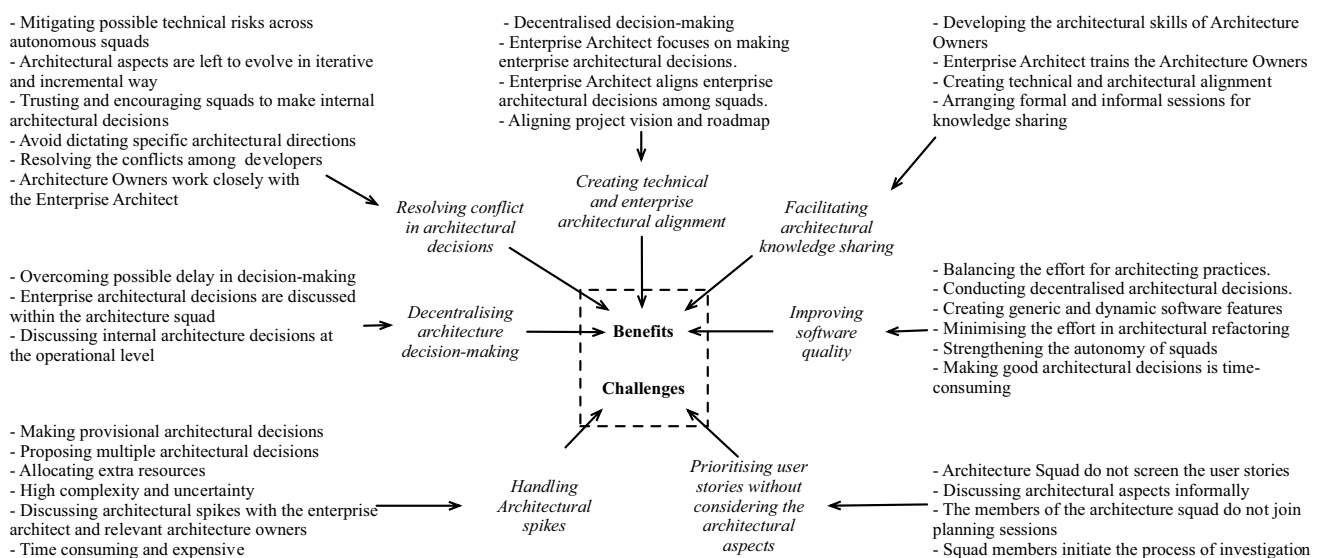 - Mitigating possible technical risks across
autonomous squads
- Architectural aspects are left to evolve in iterative
and incremental way
- Trusting and encouraging squads to make internal
architectural decisions
- Avoid dictating specific architectural directions
- Resolving the conflicts among developers
- Architecture Owners work closely with
the Enterprise Architect
- Decentralised decision-making
- Enterprise Architect focuses on making
enterprise architectural decisions.
- Enterprise Architect aligns enterprise
architectural decisions among squads.
- Aligning project vision and roadmap
- Developing the architectural skills of Architecture
Owners
- Enterprise Architect trains the Architecture Owners
- Creating technical and architectural alignment
- Arranging formal and informal sessions for
knowledge sharing
Resolving conflict
in architectural
decisions
Creating technical
and enterprise
architectural alignment
Facilitating
architectural
knowledge sharing
- Overcoming possible delay in decision-making
- Enterprise architectural decisions are discussed
within the architecture squad
- Discussing internal architecture decisions at
the operational level
Decentralising
architecture
decision-making
Benefits
Challenges
Improving
software
quality
- Balancing the effort for architecting practices.
- Conducting decentralised architectural decisions.
- Creating generic and dynamic software features
- Minimising the effort in architectural refactoring
- Strengthening the autonomy of squads
- Making good architectural decisions is time-
consuming
- Making provisional architectural decisions
- Proposing multiple architectural decisions
- Allocating extra resources
- High complexity and uncertainty
- Discussing architectural spikes with the enterprise
architect and relevant architecture owners
- Time consuming and expensive
Handling
Architectural
spikes
Prioritising user
stories without
considering the
architectural
aspects
- Architecture Squad do not screen the user stories
- Discussing architectural aspects informally
- The members of the architecture squad do not join
planning sessions
- Squad members initiate the process of investigation